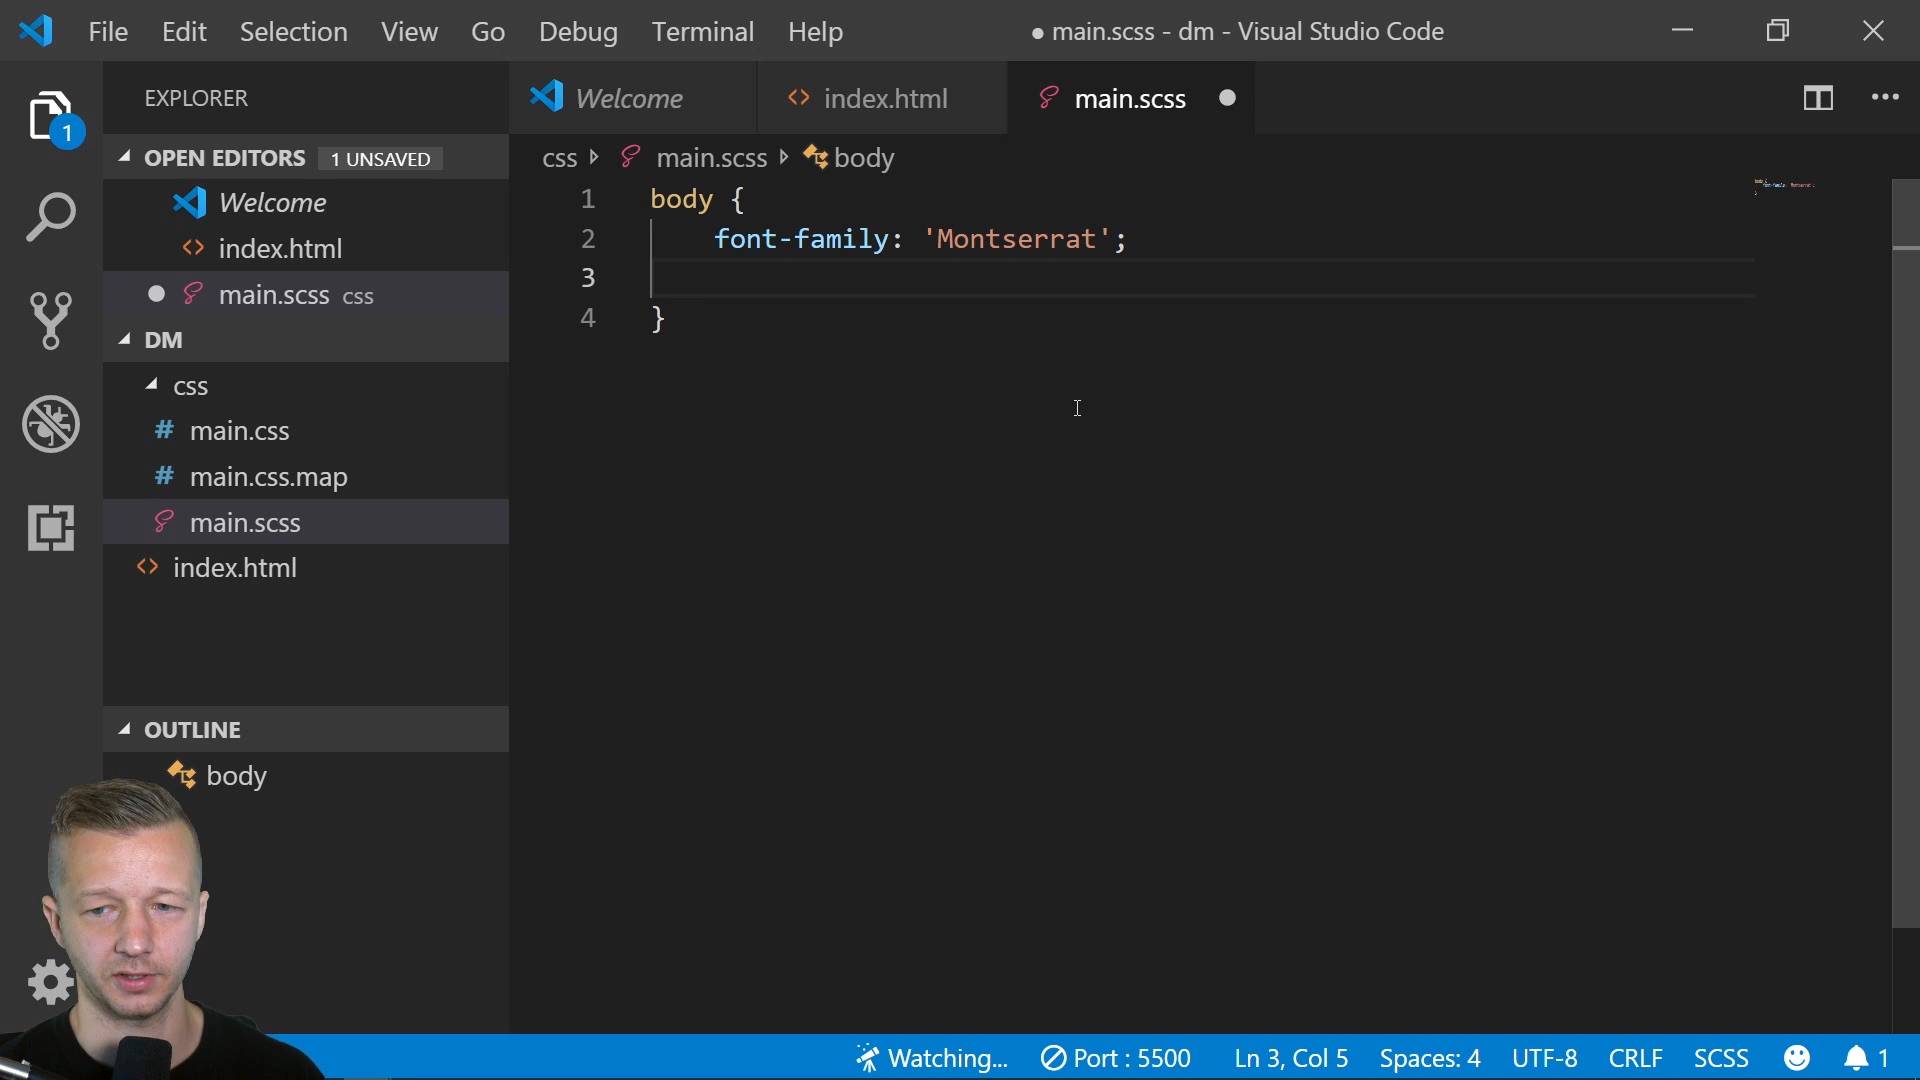 File Edit Selection View Go Debug Terminal Help
● main.scss - dm - Visual Studio Code
1
EXPLORER
OPEN EDITORS 1 UNSAVED
Welcome
index.html
main.scss css
DM
css
main.css
main.css.map
main.scss
index.html
OUTLINE
body
Welcome index.html main.scss
css main.scss body
1 body {
2 font-family: 'Montserrat';
3
4 }
Watching... Port : 5500 Ln 3, Col 5 Spaces: 4 UTF-8 CRLF SCSS 1